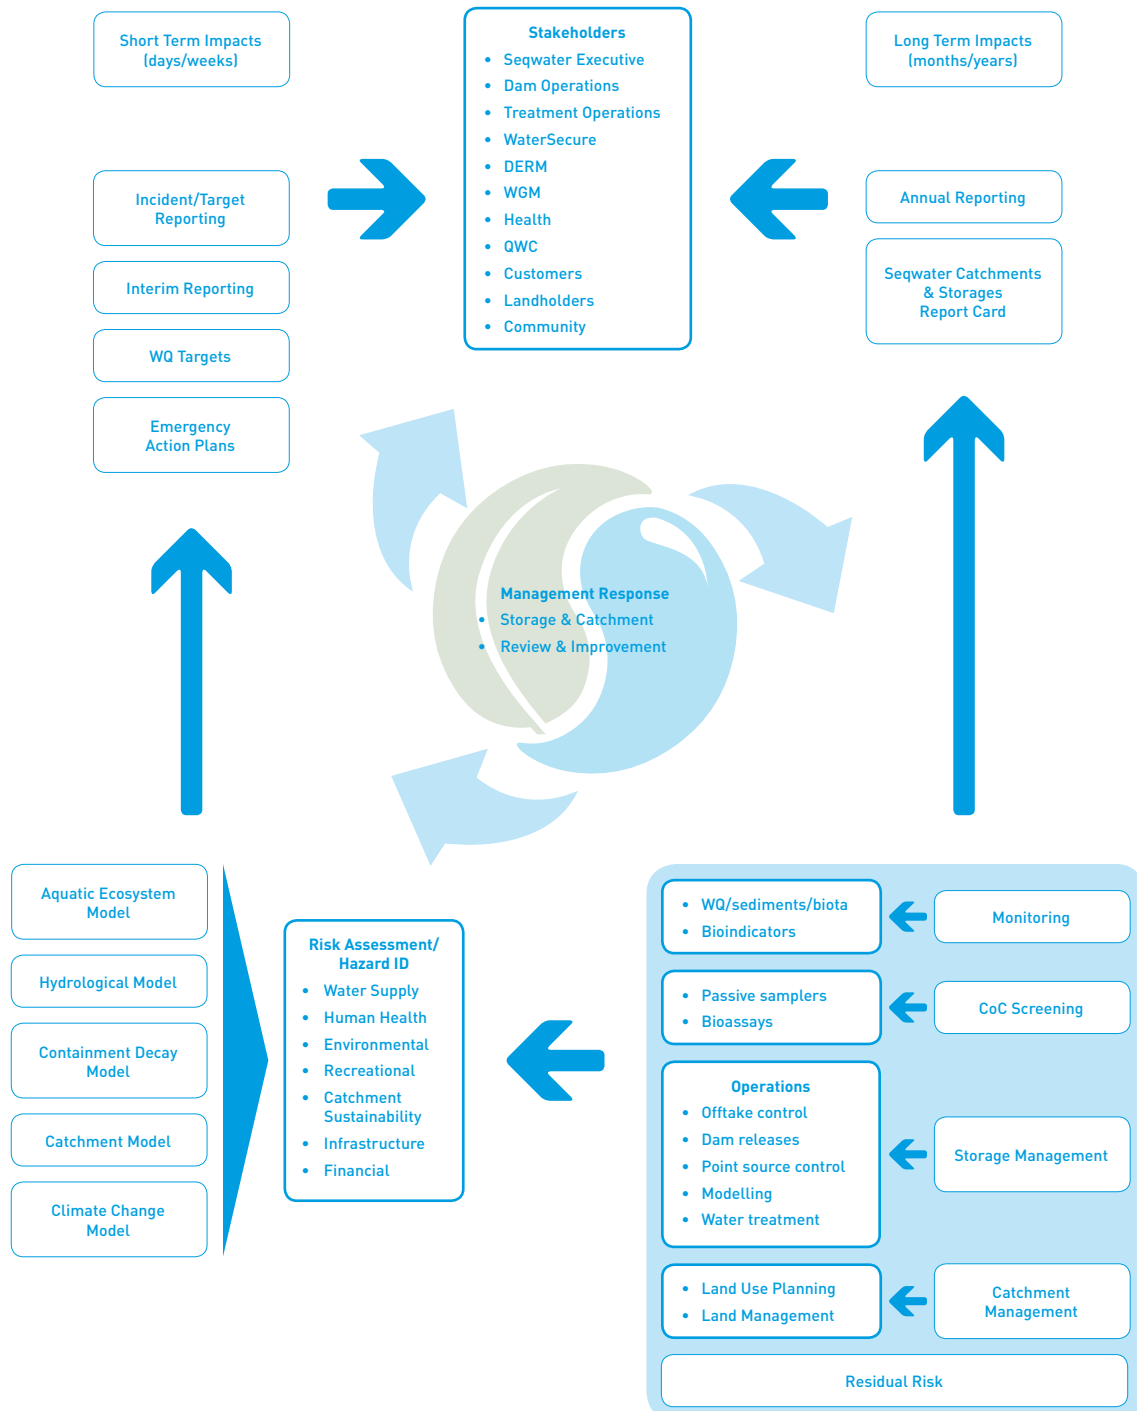 Short Term Impacts
(days/weeks)
Stakeholders
• Seqwater Executive
• Dam Operations
• Treatment Operations
• WaterSecure
• DERM
• WGM
• Health
• QWC
• Customers
• Landholders
• Community
Long Term Impacts
(months/years)
Incident/Target
Reporting
Interim Reporting
WQ Targets
Emergency
Action Plans
Annual Reporting
Seqwater Catchments
& Storages
Report Card
Management Response
• Storage & Catchment
• Review & Improvement
Aquatic Ecosystem
Model
Hydrological Model
Containment Decay
Model
Catchment Model
Climate Change
Model
Risk Assessment/
Hazard ID
• Water Supply
• Human Health
• Environmental
• Recreational
• Catchment
Sustainability
• Infrastructure
• Financial
• WQ/sediments/biota
• Bioindicators
Monitoring
• Passive samplers
• Bioassays
CoC Screening
Operations
• Offtake control
• Dam releases
• Point source control
• Modelling
• Water treatment
Storage Management
• Land Use Planning
• Land Management
Catchment
Management
Residual Risk